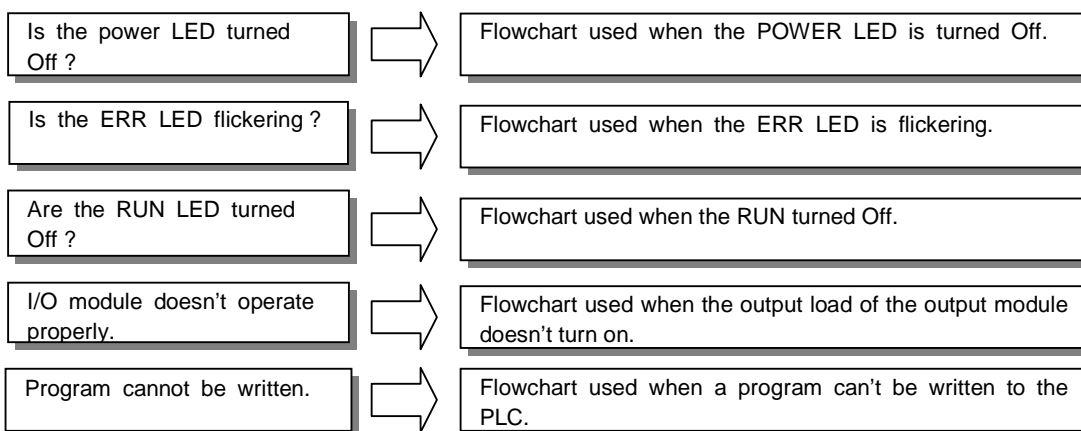 Is the power LED turned
Off ?
Flowchart used when the POWER LED is turned Off.
Is the ERR LED flickering ?
Flowchart used when the ERR LED is flickering.
Are the RUN LED turned
Off ?
Flowchart used when the RUN turned Off.
I/O module doesn't operate
properly.
Flowchart used when the output load of the output module
doesn't turn on.
Program cannot be written.
Flowchart used when a program can't be written to the
PLC.